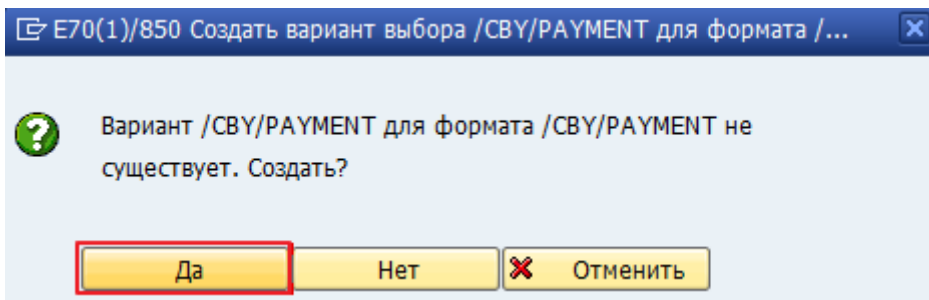 E70(1)/850 Создать вариант выбора /CBY/PAYMENT для формата /...
Вариант /CBY/PAYMENT для формата /CBY/PAYMENT не
существует. Создать?
Да Нет Отменить